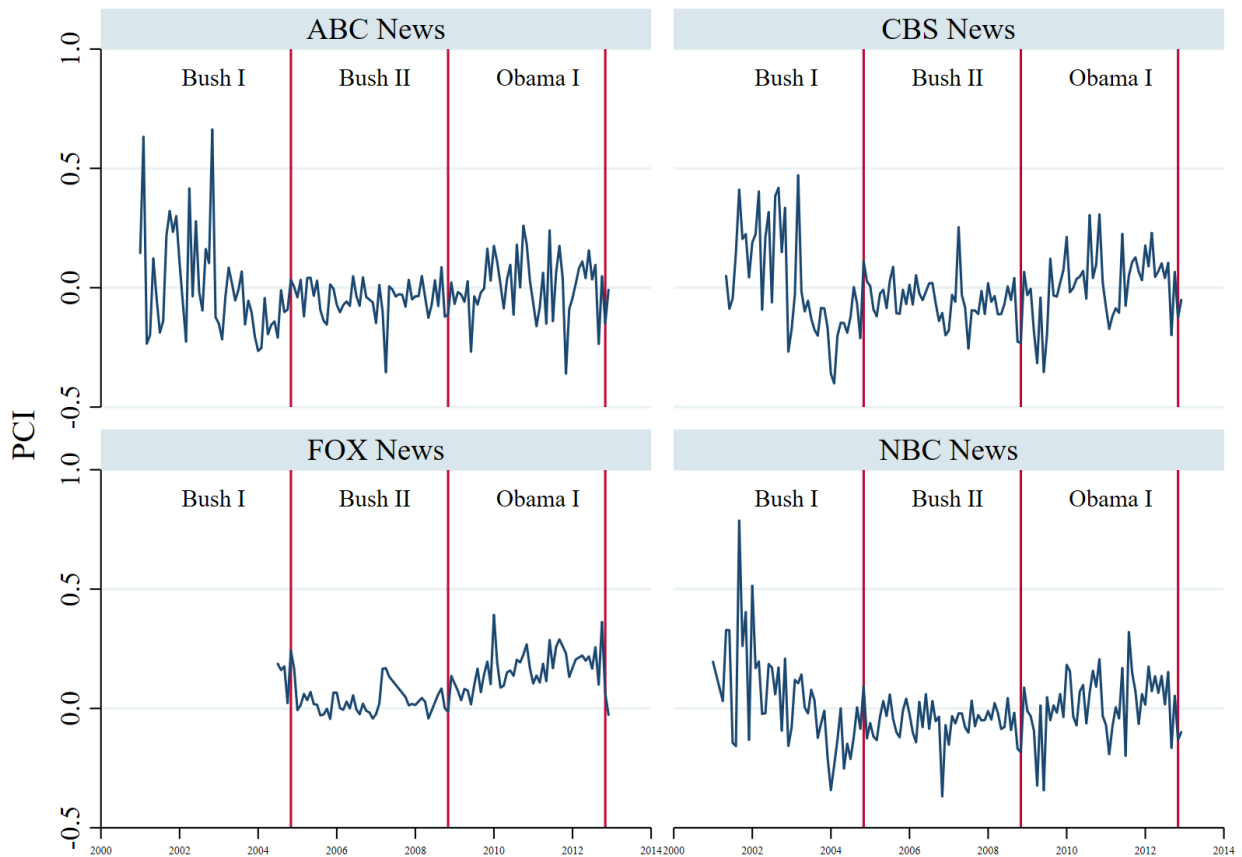 ABC News
CBS News
1.0
Bush I
Bush II
Obama I
Bush I
Bush II
Obama I
0.5
0.0
-0.5
PCI
FOX News
NBC News
1.0
Bush I
Bush II
Obama I
Bush I
Bush II
Obama I
0.5
0.0
-0.5
2000 2002 2004 2006 2008 2010 2012 2014
2000 2002 2004 2006 2008 2010 2012 2014